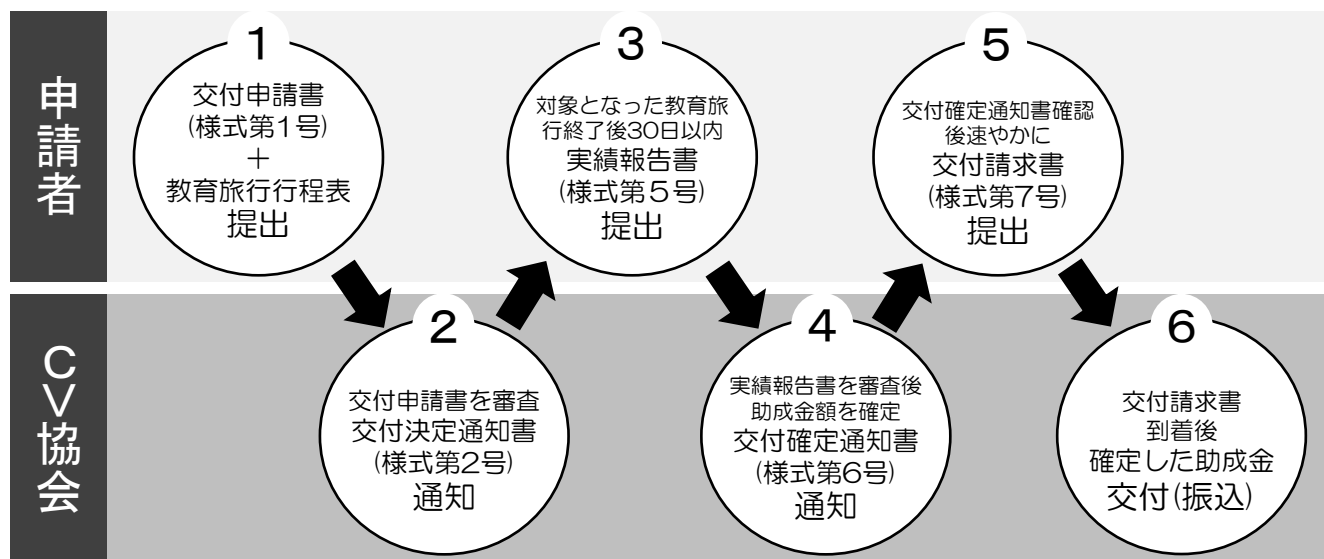 申請者
1
交付申請書
(様式第1号)
＋
教育旅行行程表
提出
3
対象となった教育旅
行終了後30日以内
実績報告書
(様式第５号)
提出
5
交付確定通知書確認
後速やかに
交付請求書
(様式第7号)
提出
ＣＶ協会
2
交付申請書を審査
交付決定通知書
(様式第2号)
通知
4
実績報告書を審査後
助成金額を確定
交付確定通知書
(様式第6号)
通知
6
交付請求書
到着後
確定した助成金
交付(振込)